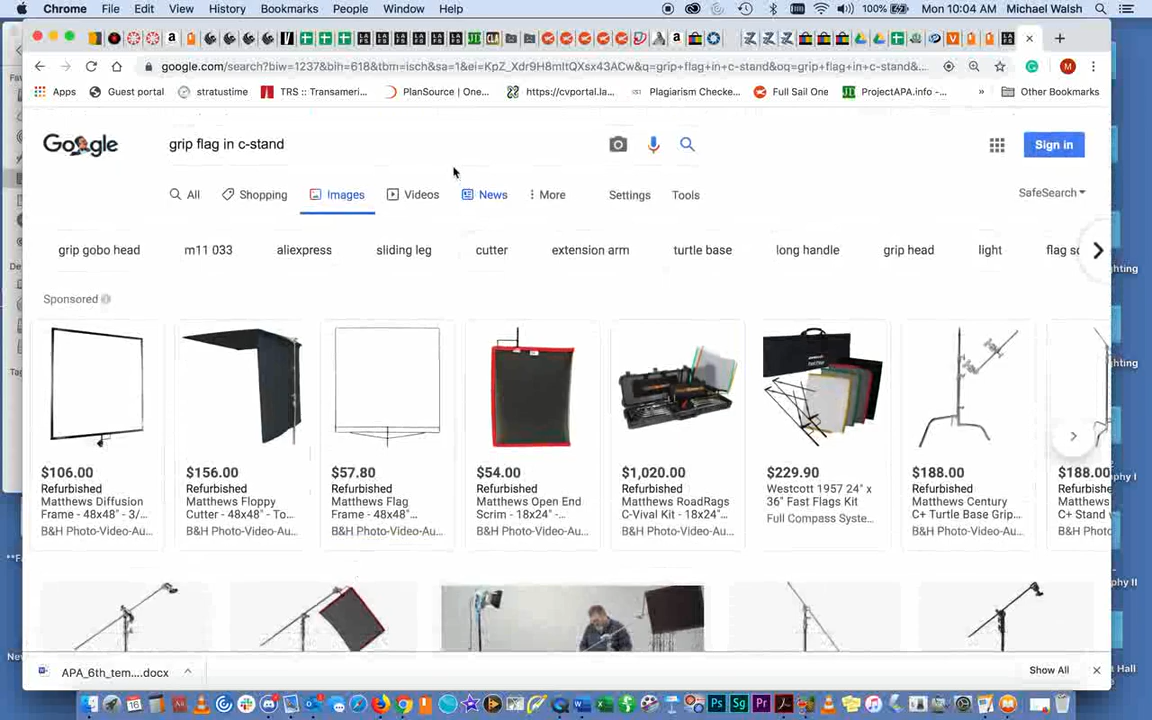 Chrome File Edit View History Bookmarks People Window Help 100% Mon 10:04 AM Michael Walsh
google.com/search?biw=1237&bih=618&tbm=isch&sa=1&ei=KpZ_Xdr9H8mItQXsx43ACw&q=grip+flag+in+c-stand&oq=grip+flag+in+c-stand&...
Apps Guest portal stratustime TRS :: Transameri... PlanSource | One... https://cvportal.la... Plagiarism Checke... Full Sail One ProjectAPA.info -... » Other Bookmarks
Google grip flag in c-stand Sign in
All Shopping Images Videos News More Settings Tools SafeSearch
grip gobo head m11 033 aliexpress sliding leg cutter extension arm turtle base long handle grip head light flag sc
Sponsored
$106.00 $156.00 $57.80 $54.00 $1,020.00 $229.90 $188.00 $188.00
Refurbished Refurbished Refurbished Refurbished Refurbished Westcott 1957 24" x Refurbished Refurbishe
Matthews Diffusion Matthews Floppy Matthews Flag Matthews Open End Matthews RoadRags 36" Fast Flags Kit Matthews Century Matthews
Frame - 48x48" - 3/... Cutter - 48x48" - To... Frame - 48x48"... Scrim - 18x24" -... C-Vival Kit - 18x24"... Full Compass Syste... C+ Turtle Base Grip... C+ Stand
B&H Photo-Video-Au... B&H Photo-Video-Au... B&H Photo-Video-Au... B&H Photo-Video-Au... B&H Photo-Video-Au... B&H Photo-Video-Au... B&H Photo
APA_6th_tem....docx Show All